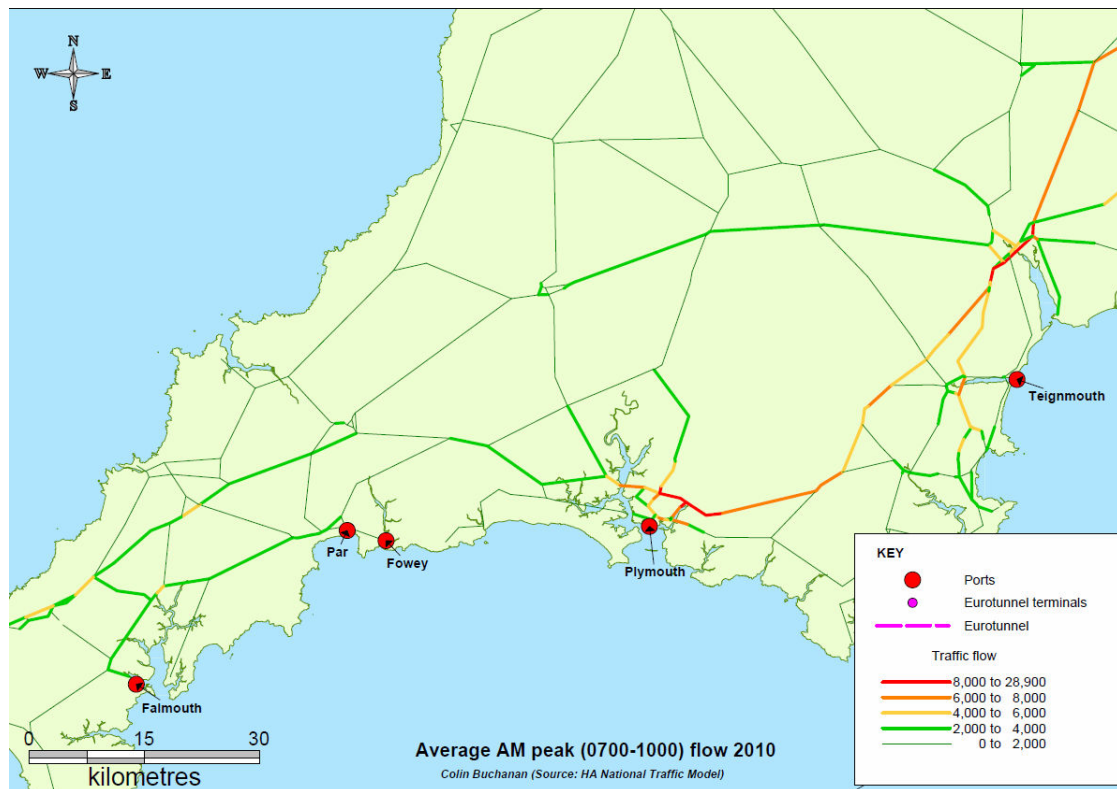 N
W E
S
Teignmouth
Par
Fowey
Plymouth
Falmouth
KEY
Ports
Eurotunnel terminals
Eurotunnel
Traffic flow
8,000 to 28,900
6,000 to 8,000
4,000 to 6,000
2,000 to 4,000
0 to 2,000
0 15 30
kilometres
Average AM peak (0700-1000) flow 2010
Colin Buchanan (Source: HA National Traffic Model)